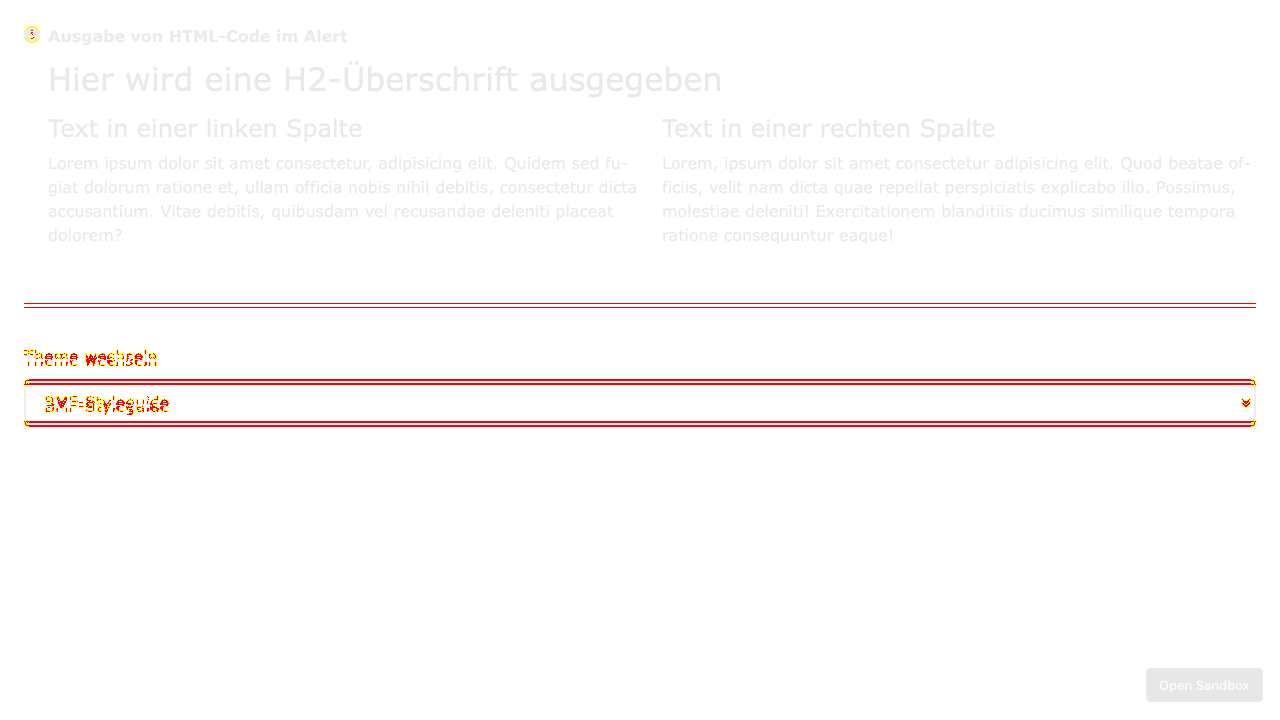 Ausgabe von HTML-Code im Alert
Hier wird eine H2-Überschrift ausgegeben
Text in einer linken Spalte
Lorem ipsum dolor sit amet consectetur, adipisicing elit. Quidem sed fu-
giat dolorum ratione et, ullam officia nobis nihil debitis, consectetur dicta
accusantium. Vitae debitis, quibusdam vel recusandae deleniti placeat
dolorem?
Text in einer rechten Spalte
Lorem, ipsum dolor sit amet consectetur adipisicing elit. Quod beatae of-
ficiis, velit nam dicta quae repellat perspiciatis explicabo illo. Possimus,
molestiae deleniti! Exercitationem blanditiis ducimus similique tempora
ratione consequuntur eaque!
Theme wechseln
BMF-Styleguide
Open Sandbox